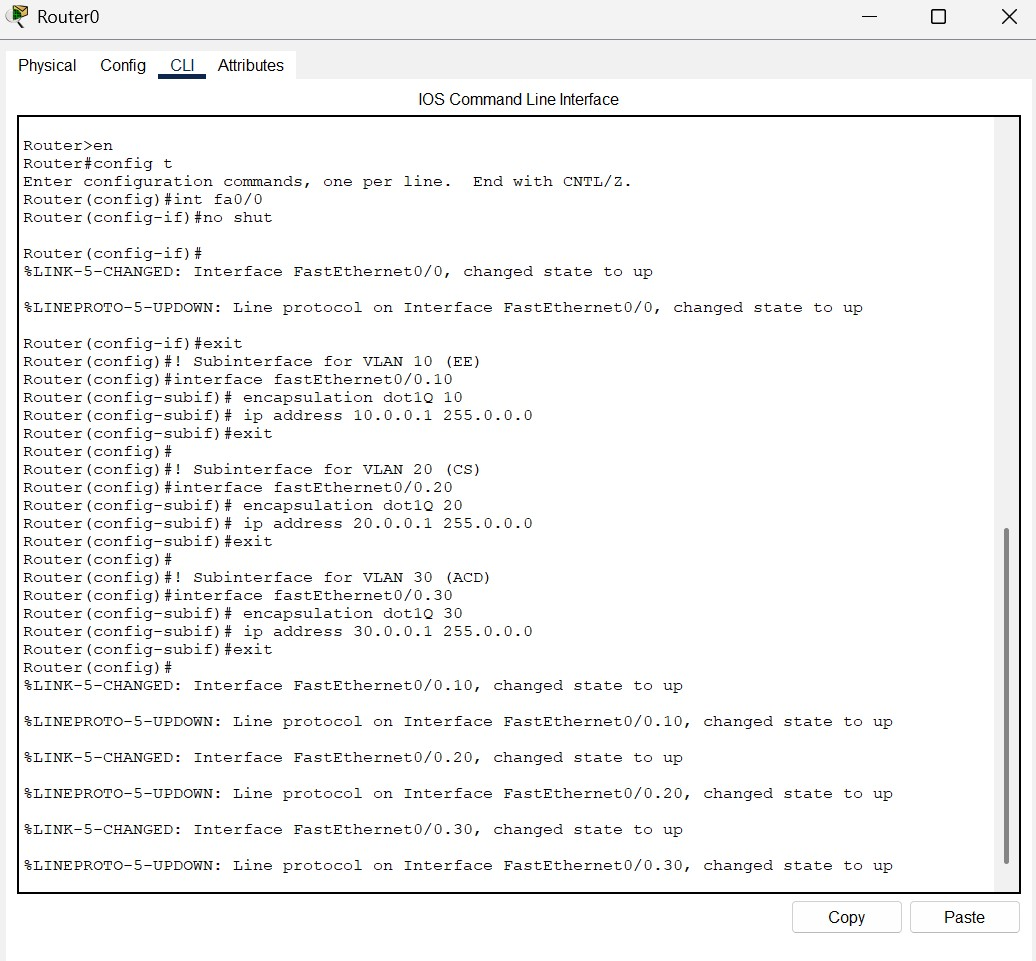 Router0
Physical Config CLI Attributes
IOS Command Line Interface
Router>en
Router#config t
Enter configuration commands, one per line.  End with CNTL/Z.
Router(config)#int fa0/0
Router(config-if)#no shut
Router(config-if)#
%LINK-5-CHANGED: Interface FastEthernet0/0, changed state to up
%LINEPROTO-5-UPDOWN: Line protocol on Interface FastEthernet0/0, changed state to up
Router(config-if)#exit
Router(config)#! Subinterface for VLAN 10 (EE)
Router(config)#interface fastEthernet0/0.10
Router(config-subif)# encapsulation dot1Q 10
Router(config-subif)# ip address 10.0.0.1 255.0.0.0
Router(config-subif)#exit
Router(config)#
Router(config)#! Subinterface for VLAN 20 (CS)
Router(config)#interface fastEthernet0/0.20
Router(config-subif)# encapsulation dot1Q 20
Router(config-subif)# ip address 20.0.0.1 255.0.0.0
Router(config-subif)#exit
Router(config)#
Router(config)#! Subinterface for VLAN 30 (ACD)
Router(config)#interface fastEthernet0/0.30
Router(config-subif)# encapsulation dot1Q 30
Router(config-subif)# ip address 30.0.0.1 255.0.0.0
Router(config-subif)#exit
Router(config)#
%LINK-5-CHANGED: Interface FastEthernet0/0.10, changed state to up
%LINEPROTO-5-UPDOWN: Line protocol on Interface FastEthernet0/0.10, changed state to up
%LINK-5-CHANGED: Interface FastEthernet0/0.20, changed state to up
%LINEPROTO-5-UPDOWN: Line protocol on Interface FastEthernet0/0.20, changed state to up
%LINK-5-CHANGED: Interface FastEthernet0/0.30, changed state to up
%LINEPROTO-5-UPDOWN: Line protocol on Interface FastEthernet0/0.30, changed state to up
Copy Paste